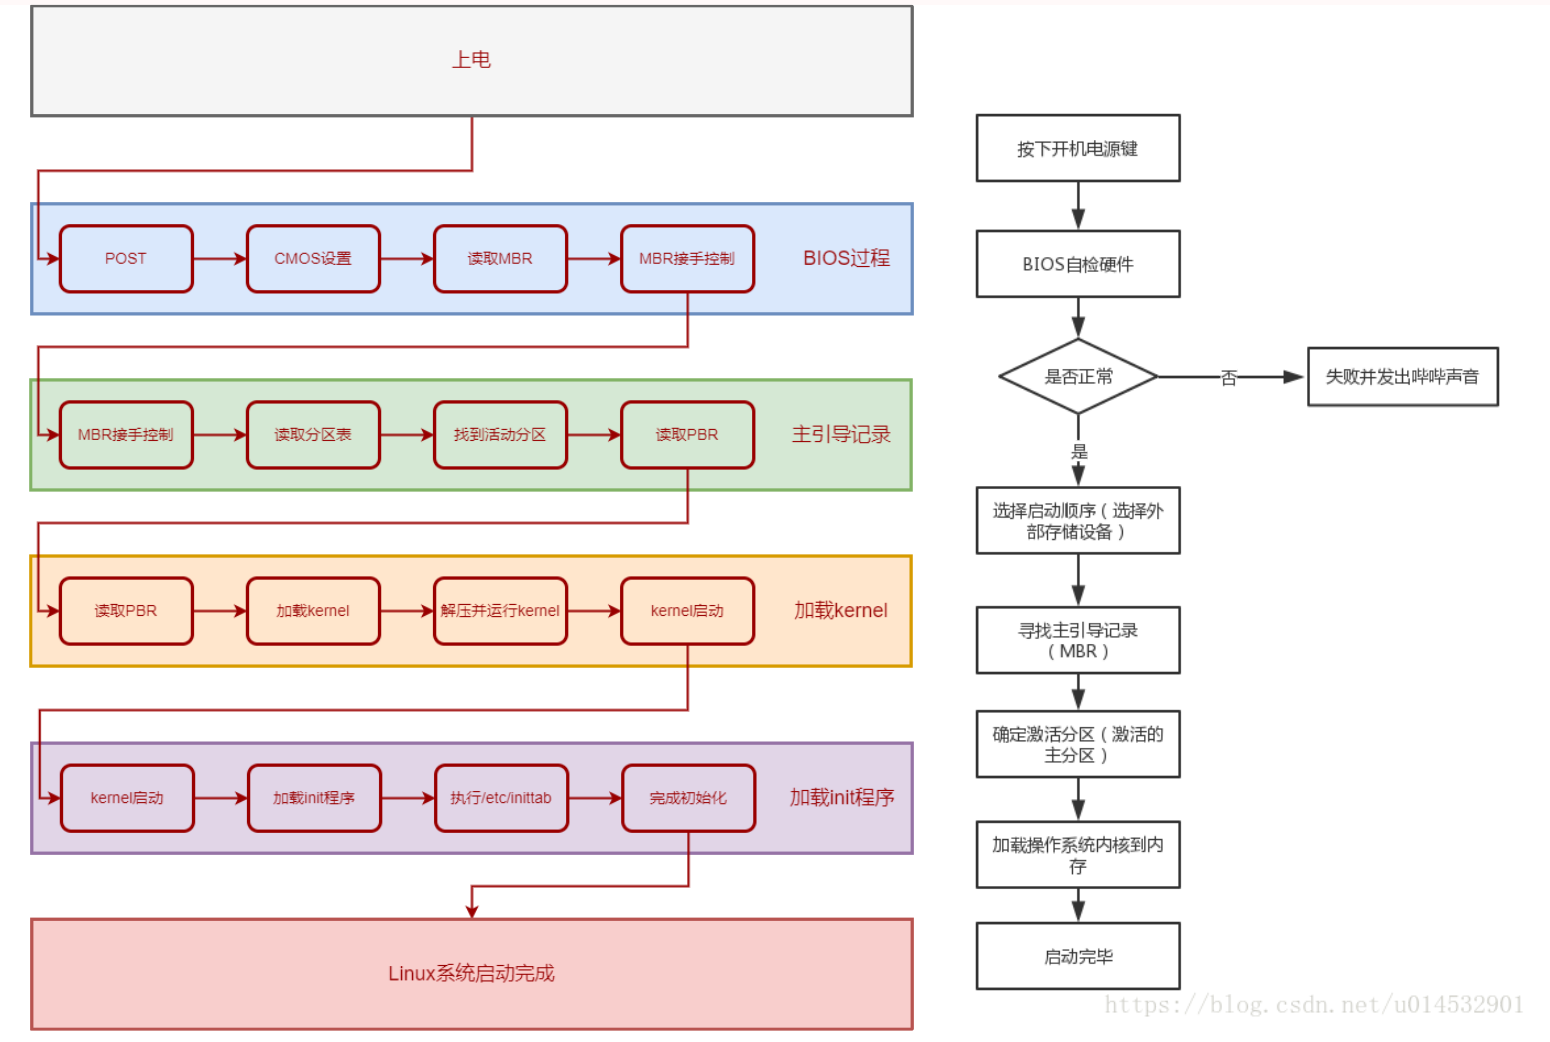 上电
POST
CMOS设置
读取MBR
MBR接手控制
BIOS过程
MBR接手控制
读取分区表
找到活动分区
读取PBR
主引导记录
读取PBR
加载kernel
解压并运行kernel
kernel启动
加载kernel
kernel启动
加载init程序
执行/etc/inittab
完成初始化
加载init程序
Linux系统启动完成
按下开机电源键
BIOS自检硬件
是否正常
否
失败并发出哔哔声音
是
选择启动顺序（选择外
部存储设备）
寻找主引导记录
（MBR）
确定激活分区（激活的
主分区）
加载操作系统内核到内
存
启动完毕
https://blog.csdn.net/u014532901